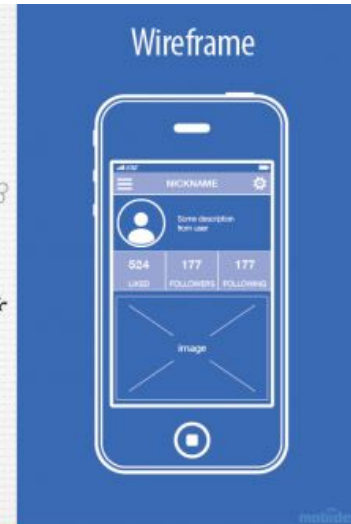 Wireframe
NICKNAME
Some description
from user
524 177 177
LIKED FOLLOWERS FOLLOWING
image